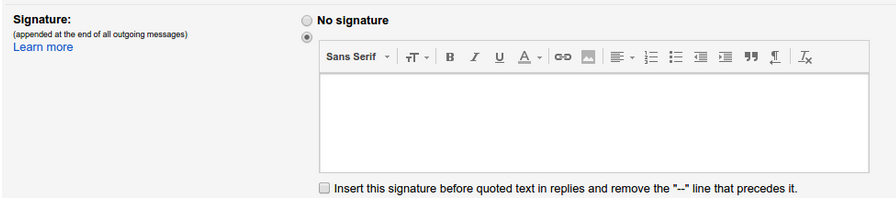 Signature:
(appended at the end of all outgoing messages)
Learn more
No signature
Sans Serif
Insert this signature before quoted text in replies and remove the "--" line that precedes it.